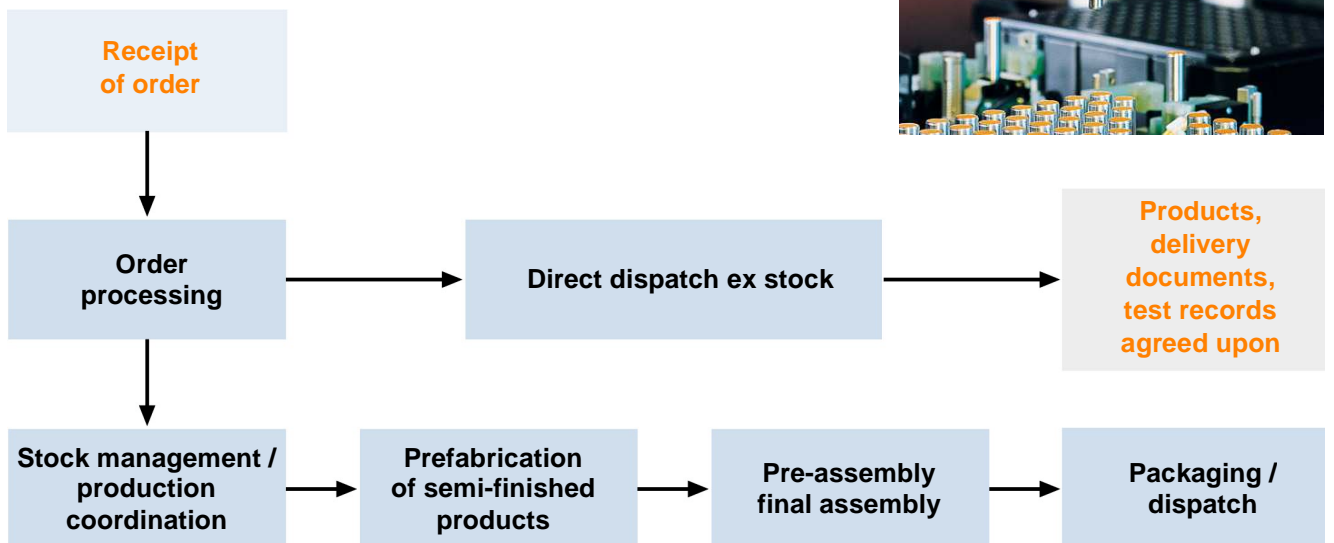 Receipt
of order
Order
processing
Direct dispatch ex stock
Products,
delivery
documents,
test records
agreed upon
Stock management /
production
coordination
Prefabrication
of semi-finished
products
Pre-assembly
final assembly
Packaging /
dispatch